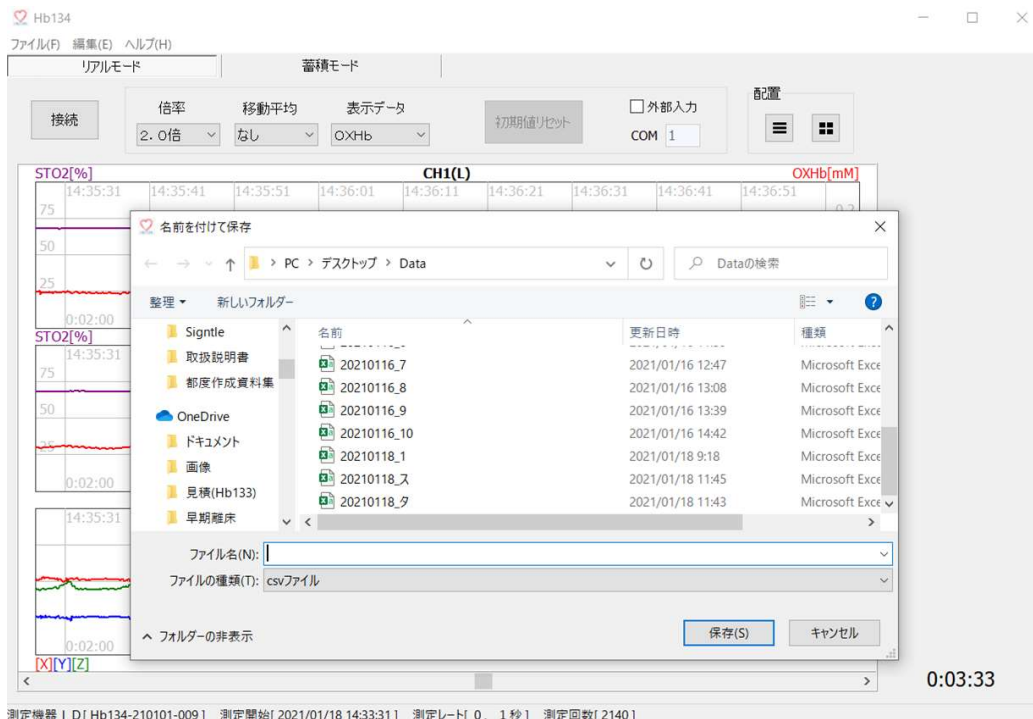 Hb134
ファイル(F) 編集(E) ヘルプ(H)
リアルモード 蓄積モード
接続
倍率 移動平均 表示データ
2.0倍 なし OXHb
初期値リセット
外部入力
COM 1
配置
STO2[%] CH1(L) OXHb[mM]
14:35:31 14:35:41 14:35:51 14:36:01 14:36:11 14:36:21 14:36:31 14:36:41 14:36:51
75 0.2
50
25
0:02:00
STO2[%]
14:35:31
75
50
25
0:02:00
14:35:31
0:02:00
[X][Y][Z]
名前を付けて保存
PC > デスクトップ > Data
Dataの検索
整理 新しいフォルダー
Signtle
取扱説明書
都度作成資料集
OneDrive
ドキュメント
画像
見積(Hb133)
早期離床
名前 更新日時 種類
20210116_7 2021/01/16 12:47 Microsoft Exce
20210116_8 2021/01/16 13:08 Microsoft Exce
20210116_9 2021/01/16 13:39 Microsoft Exce
20210116_10 2021/01/16 14:42 Microsoft Exce
20210118_1 2021/01/18 9:18 Microsoft Exce
20210118_ス 2021/01/18 11:45 Microsoft Exce
20210118_タ 2021/01/18 11:43 Microsoft Exce
ファイル名(N):
ファイルの種類(T): csvファイル
フォルダーの非表示
保存(S) キャンセル
0:03:33
測定機器ID[Hb134-210101-009] 測定開始[2021/01/18 14:33:31] 測定レート[0.1秒] 測定回数[2140]